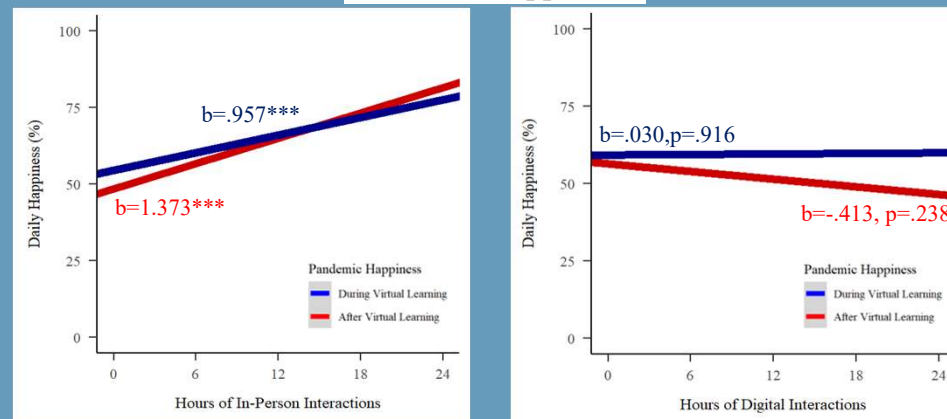 100
75
50
25
0
Daily Happiness (%)
b=.957***
b=1.373***
Pandemic Happiness
During Virtual Learning
After Virtual Learning
0 6 12 18 24
Hours of In-Person Interactions
100
75
50
25
0
Daily Happiness (%)
b=.030,p=.916
b=-.413, p=.238
Pandemic Happiness
During Virtual Learning
After Virtual Learning
0 6 12 18 24
Hours of Digital Interactions